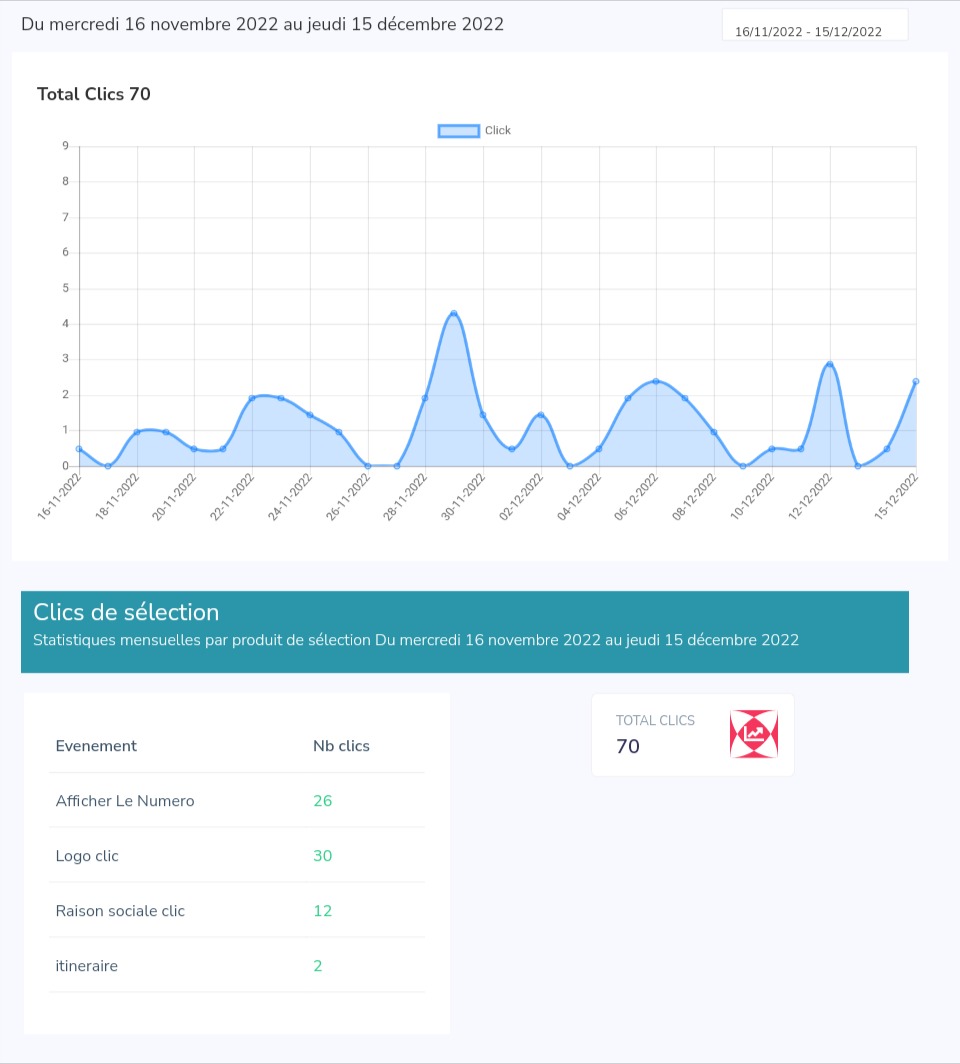 Du mercredi 16 novembre 2022 au jeudi 15 décembre 2022
16/11/2022 - 15/12/2022
Total Clics 70
Click
9
8
7
6
5
4
3
2
1
0
16-11-2022
18-11-2022
20-11-2022
22-11-2022
24-11-2022
26-11-2022
28-11-2022
30-11-2022
02-12-2022
04-12-2022
06-12-2022
08-12-2022
10-12-2022
12-12-2022
15-12-2022
Clics de sélection
Statistiques mensuelles par produit de sélection Du mercredi 16 novembre 2022 au jeudi 15 décembre 2022
Evenement Nb clics
Afficher Le Numero 26
Logo clic 30
Raison sociale clic 12
itineraire 2
TOTAL CLICS
70